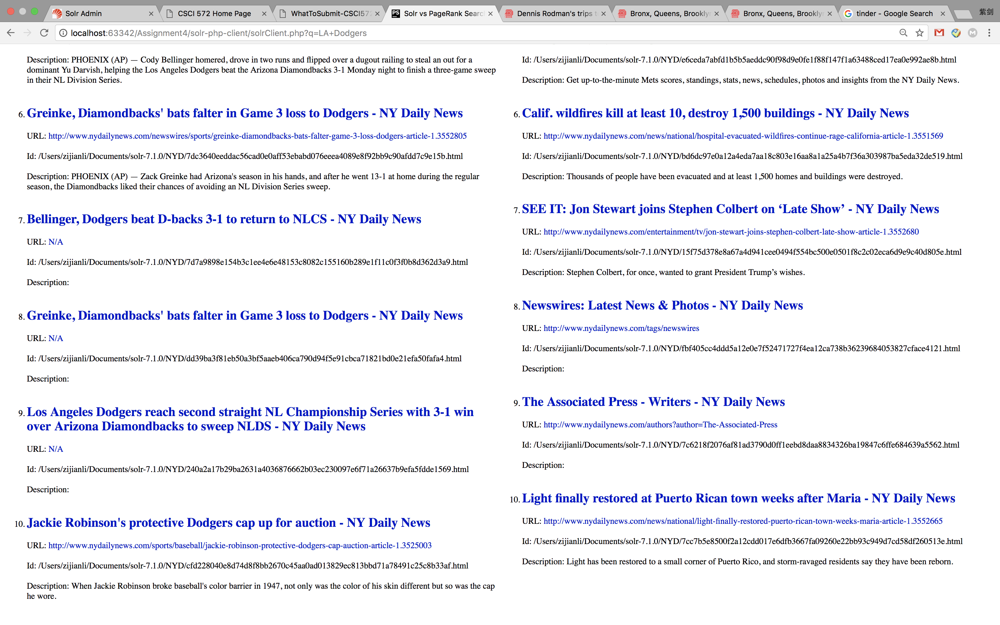 Solr Admin
CSCI 572 Home Page
WhatToSubmit-CSCI572
Solr vs PageRank Searc
Dennis Rodman's trips t
Bronx, Queens, Brooklyn
Bronx, Queens, Brooklyn
tinder - Google Search
紫剑
localhost:63342/Assignment4/solr-php-client/solrClient.php?q=LA+Dodgers
Description: PHOENIX (AP) — Cody Bellinger homered, drove in two runs and flipped over a dugout railing to steal an out for a
dominant Yu Darvish, helping the Los Angeles Dodgers beat the Arizona Diamondbacks 3-1 Monday night to finish a three-game sweep
in their NL Division Series.
6. Greinke, Diamondbacks' bats falter in Game 3 loss to Dodgers - NY Daily News
URL: http://www.nydailynews.com/newswires/sports/greinke-diamondbacks-bats-falter-game-3-loss-dodgers-article-1.3552805
Id: /Users/zijianli/Documents/solr-7.1.0/NYD/7dc3640eeddac56cad0e0aff53ebabd076eeea4089e8f92bb9c90afdd7c9e15b.html
Description: PHOENIX (AP) — Zack Greinke had Arizona's season in his hands, and after he went 13-1 at home during the regular
season, the Diamondbacks liked their chances of avoiding an NL Division Series sweep.
7. Bellinger, Dodgers beat D-backs 3-1 to return to NLCS - NY Daily News
URL: N/A
Id: /Users/zijianli/Documents/solr-7.1.0/NYD/7d7a9898e154b3c1ee4e6e48153c8082c155160b289e1f11c0f3f0b8d362d3a9.html
Description:
8. Greinke, Diamondbacks' bats falter in Game 3 loss to Dodgers - NY Daily News
URL: N/A
Id: /Users/zijianli/Documents/solr-7.1.0/NYD/dd39ba3f81eb50a3bf5aaeb406ca790d94f5e91cbca71821bd0e21efa50fafa4.html
Description:
9. Los Angeles Dodgers reach second straight NL Championship Series with 3-1 win
over Arizona Diamondbacks to sweep NLDS - NY Daily News
URL: N/A
Id: /Users/zijianli/Documents/solr-7.1.0/NYD/240a2a17b29ba2631a4036876662b03ec230097e6f71a26637b9efa5fdde1569.html
Description:
10. Jackie Robinson's protective Dodgers cap up for auction - NY Daily News
URL: http://www.nydailynews.com/sports/baseball/jackie-robinson-protective-dodgers-cap-auction-article-1.3525003
Id: /Users/zijianli/Documents/solr-7.1.0/NYD/cfd228040e8d74d8f8bb2670c45aa0ad013829ec813bbd71a78491c25c8b33af.html
Description: When Jackie Robinson broke baseball's color barrier in 1947, not only was the color of his skin different but so was the cap
he wore.
Id: /Users/zijianli/Documents/solr-7.1.0/NYD/e6ceda7abfd1b5b5aeddc90f98d9e0fe1f88f147f1a63488ced17ea0e992ae8b.html
Description: Get up-to-the-minute Mets scores, standings, stats, news, schedules, photos and insights from the NY Daily News.
6. Calif. wildfires kill at least 10, destroy 1,500 buildings - NY Daily News
URL: http://www.nydailynews.com/news/national/hospital-evacuated-wildfires-continue-rage-california-article-1.3551569
Id: /Users/zijianli/Documents/solr-7.1.0/NYD/bd6dc97e0a12a4eda7aa18c803e16aa8a1a25a4b7f36a303987ba5eda32de519.html
Description: Thousands of people have been evacuated and at least 1,500 homes and buildings were destroyed.
7. SEE IT: Jon Stewart joins Stephen Colbert on ‘Late Show’ - NY Daily News
URL: http://www.nydailynews.com/entertainment/tv/jon-stewart-joins-stephen-colbert-late-show-article-1.3552680
Id: /Users/zijianli/Documents/solr-7.1.0/NYD/15f75d378e8a67a4d941cee0494f554bc500e0501f8c2c02eca6d9e9c40d805e.html
Description: Stephen Colbert, for once, wanted to grant President Trump’s wishes.
8. Newswires: Latest News & Photos - NY Daily News
URL: http://www.nydailynews.com/tags/newswires
Id: /Users/zijianli/Documents/solr-7.1.0/NYD/fbf405cc4ddd5a12e0e7f52471727f4ea12ca738b36239684053827cface4121.html
Description:
9. The Associated Press - Writers - NY Daily News
URL: http://www.nydailynews.com/authors?author=The-Associated-Press
Id: /Users/zijianli/Documents/solr-7.1.0/NYD/7c6218f2076af81ad3790d0ff1eebd8daa8834326ba19847c6ffe684639a5562.html
Description:
10. Light finally restored at Puerto Rican town weeks after Maria - NY Daily News
URL: http://www.nydailynews.com/news/national/light-finally-restored-puerto-rican-town-weeks-maria-article-1.3552665
Id: /Users/zijianli/Documents/solr-7.1.0/NYD/7cc7b5e8500f2a12cdd017e6dfb3667fa09260e22bb93c949d7cd58df260513e.html
Description: Light has been restored to a small corner of Puerto Rico, and storm-ravaged residents say they have been reborn.